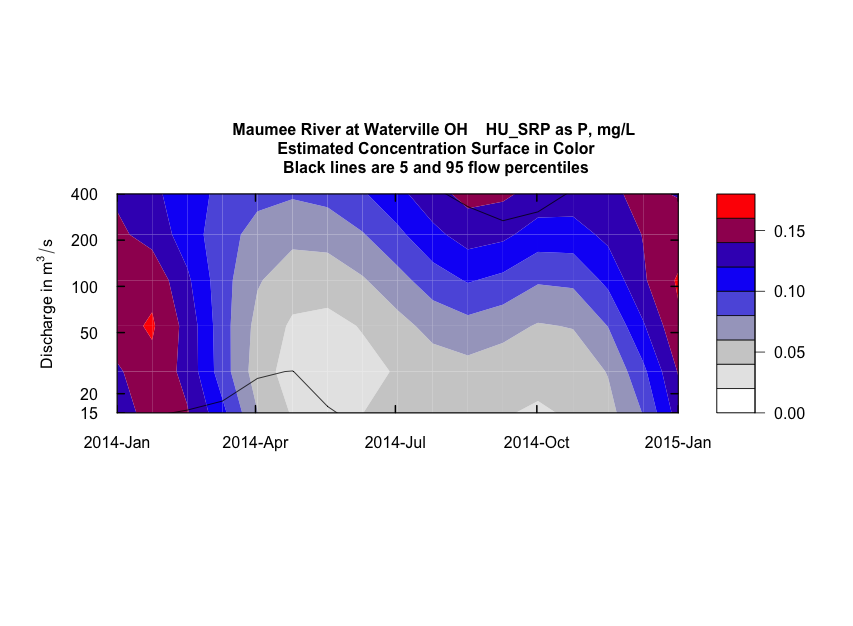 Maumee River at Waterville OH HU_SRP as P, mg/L
Estimated Concentration Surface in Color
Black lines are 5 and 95 flow percentiles
Discharge in m³/s
400
200
100
50
20
15
2014-Jan 2014-Apr 2014-Jul 2014-Oct 2015-Jan
0.15
0.10
0.05
0.00